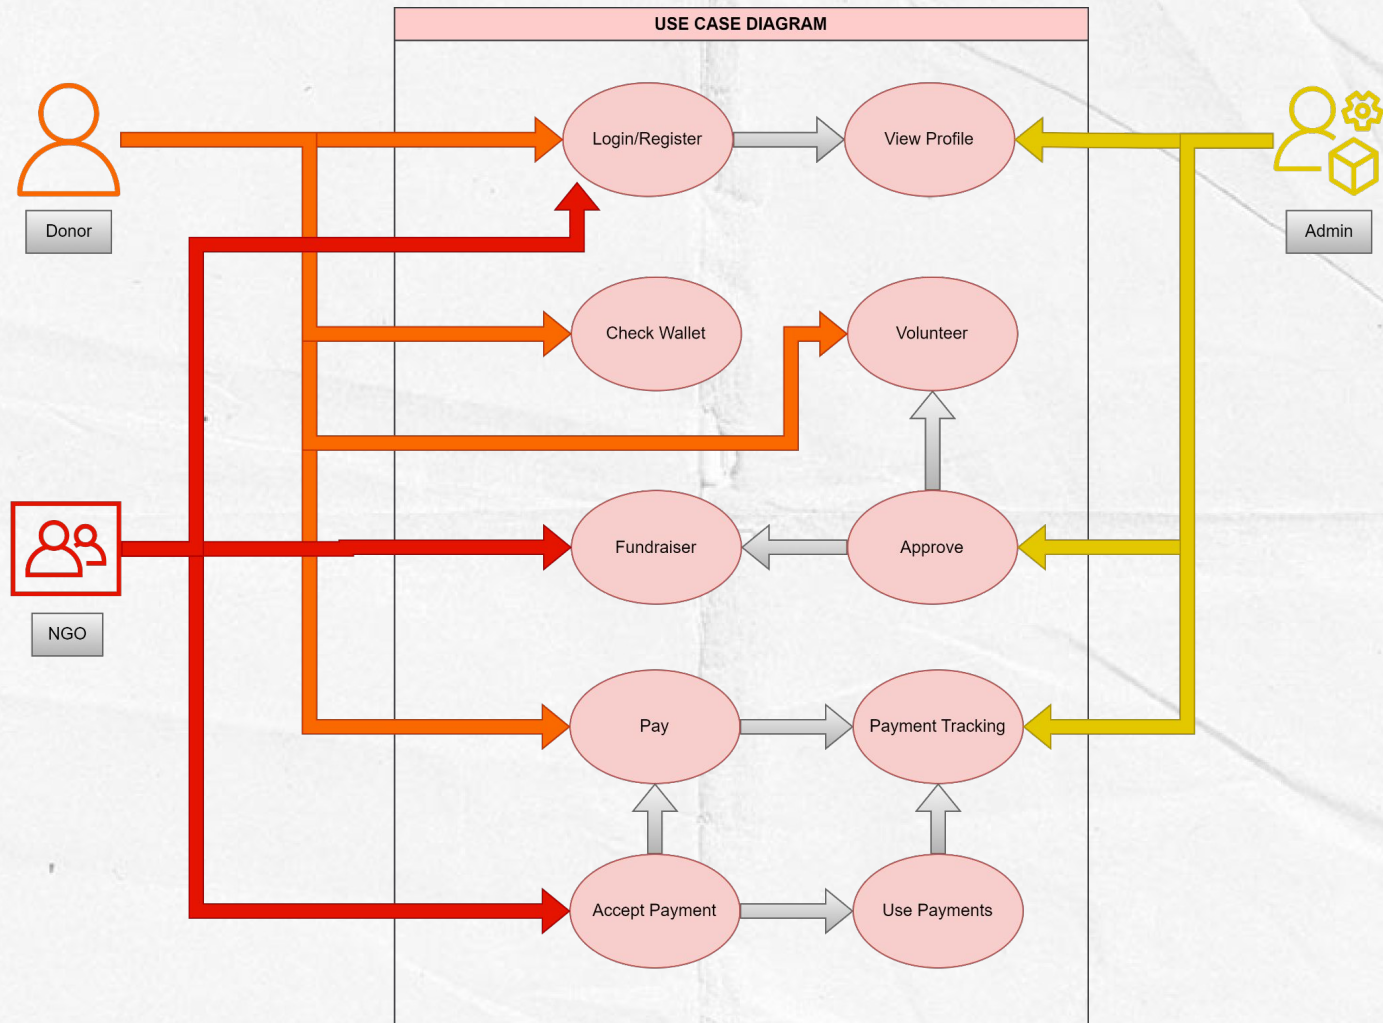 USE CASE DIAGRAM
Login/Register
View Profile
Donor
Admin
Check Wallet
Volunteer
Fundraiser
Approve
NGO
Pay
Payment Tracking
Accept Payment
Use Payments